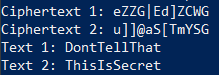 Ciphertext 1: eZZG|Ed]ZCWG
Ciphertext 2: u]]@aS[TmYSG
Text 1: DontTellThat
Text 2: ThisIsSecret